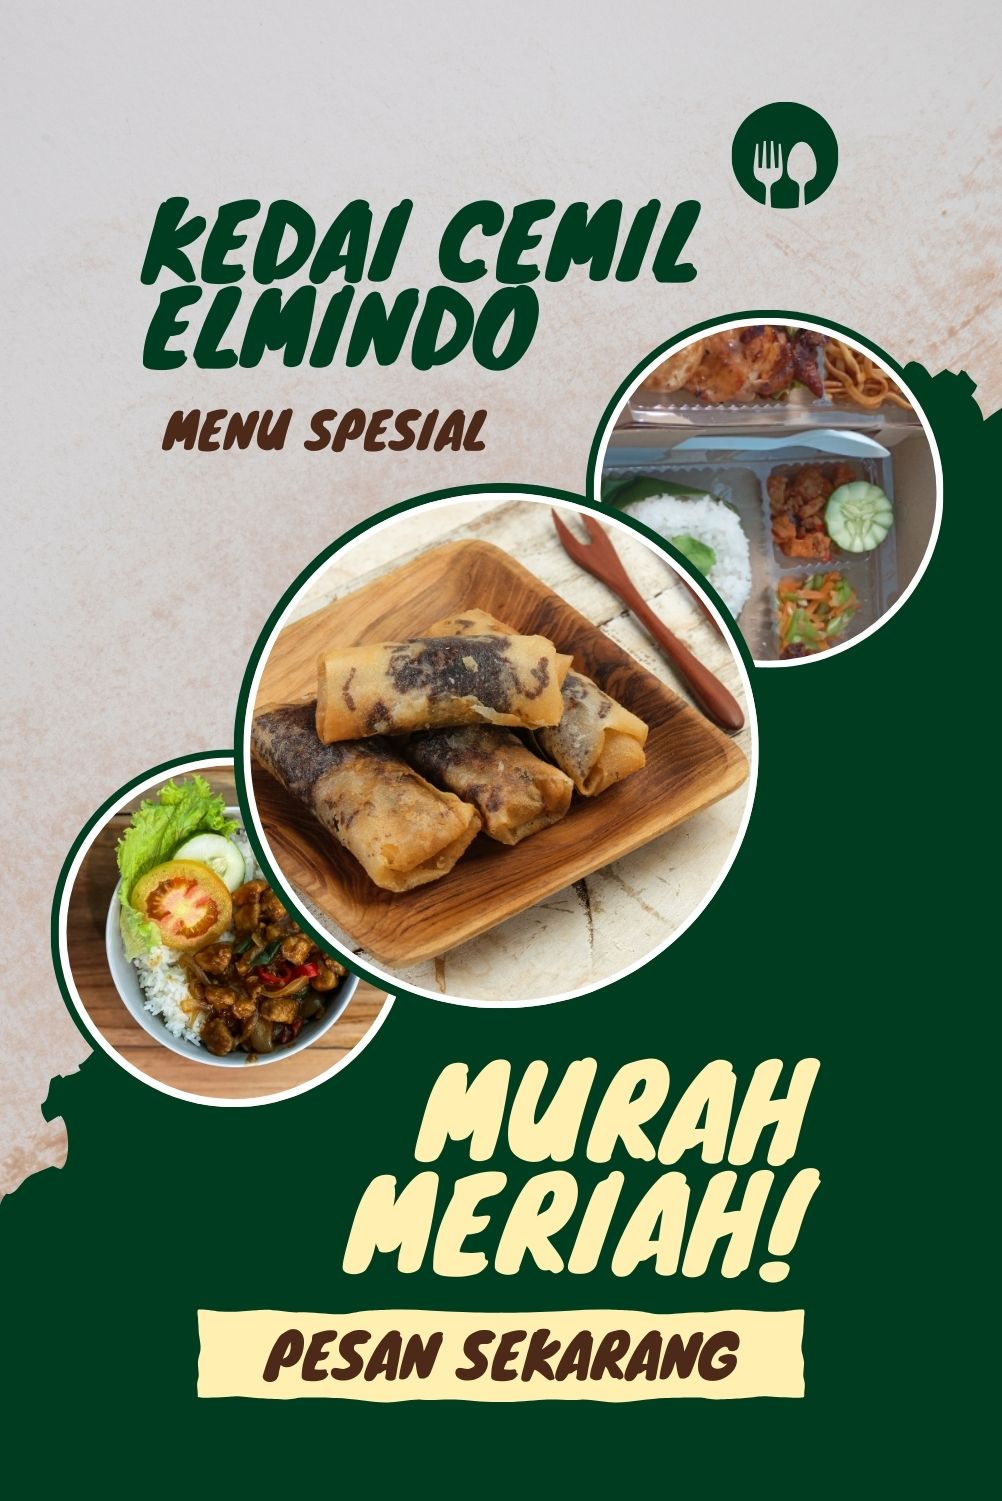 KEDAI CEMIL
ELMINDO
MENU SPESIAL
MURAH
MERIAH!
PESAN SEKARANG